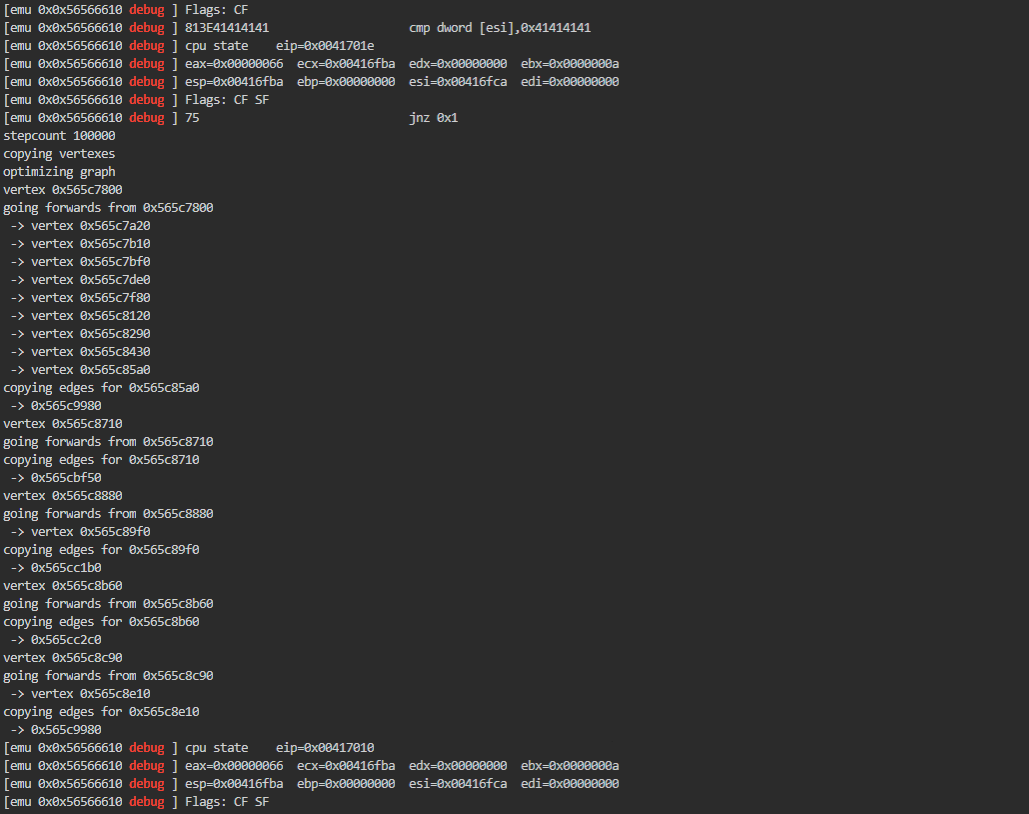 [emu 0x0x56566610 debug ] Flags: CF
[emu 0x0x56566610 debug ] 813E41414141 cmp dword [esi],0x41414141
[emu 0x0x56566610 debug ] cpu state eip=0x0041701e
[emu 0x0x56566610 debug ] eax=0x00000066 ecx=0x00416fba edx=0x00000000 ebx=0x0000000a
[emu 0x0x56566610 debug ] esp=0x00416fba ebp=0x00000000 esi=0x00416fca edi=0x00000000
[emu 0x0x56566610 debug ] Flags: CF SF
[emu 0x0x56566610 debug ] 75 jnz 0x1
stepcount 100000
copying vertexes
optimizing graph
vertex 0x565c7800
going forwards from 0x565c7800
-> vertex 0x565c7a20
-> vertex 0x565c7b10
-> vertex 0x565c7bf0
-> vertex 0x565c7de0
-> vertex 0x565c7f80
-> vertex 0x565c8120
-> vertex 0x565c8290
-> vertex 0x565c8430
-> vertex 0x565c85a0
copying edges for 0x565c85a0
-> 0x565c9980
vertex 0x565c8710
going forwards from 0x565c8710
copying edges for 0x565c8710
-> 0x565cbf50
vertex 0x565c8880
going forwards from 0x565c8880
-> vertex 0x565c89f0
copying edges for 0x565c89f0
-> 0x565cc1b0
vertex 0x565c8b60
going forwards from 0x565c8b60
copying edges for 0x565c8b60
-> 0x565cc2c0
vertex 0x565c8c90
going forwards from 0x565c8c90
-> vertex 0x565c8e10
copying edges for 0x565c8e10
-> 0x565c9980
[emu 0x0x56566610 debug ] cpu state eip=0x00417010
[emu 0x0x56566610 debug ] eax=0x00000066 ecx=0x00416fba edx=0x00000000 ebx=0x0000000a
[emu 0x0x56566610 debug ] esp=0x00416fba ebp=0x00000000 esi=0x00416fca edi=0x00000000
[emu 0x0x56566610 debug ] Flags: CF SF